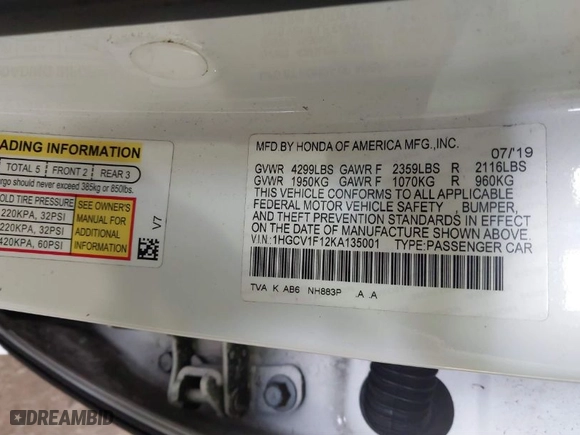 ADING INFORMATION
TOTAL 5 FRONT 2 REAR 3
rgo should never exceed 385kg or 850lbs.
OLD TIRE PRESSURE
220KPA, 32PSI
220KPA, 32PSI
420KPA, 60PSI
SEE OWNER'S
MANUAL FOR
ADDITIONAL
INFORMATION
V7
MFD BY HONDA OF AMERICA MFG.,INC. 07/'19
GVWR 4299LBS GAWR F 2359LBS R 2116LBS
GVWR 1950KG GAWR F 1070KG R 960KG
THIS VEHICLE CONFORMS TO ALL APPLICABLE
FEDERAL MOTOR VEHICLE SAFETY , BUMPER,
AND THEFT PREVENTION STANDARDS IN EFFECT
ON THE DATE OF MANUFACTURE SHOWN ABOVE.
V.I.N.:1HGCV1F12KA135001 TYPE:PASSENGER CAR
TVA K AB6 NH883P .A .A
DREAMBID